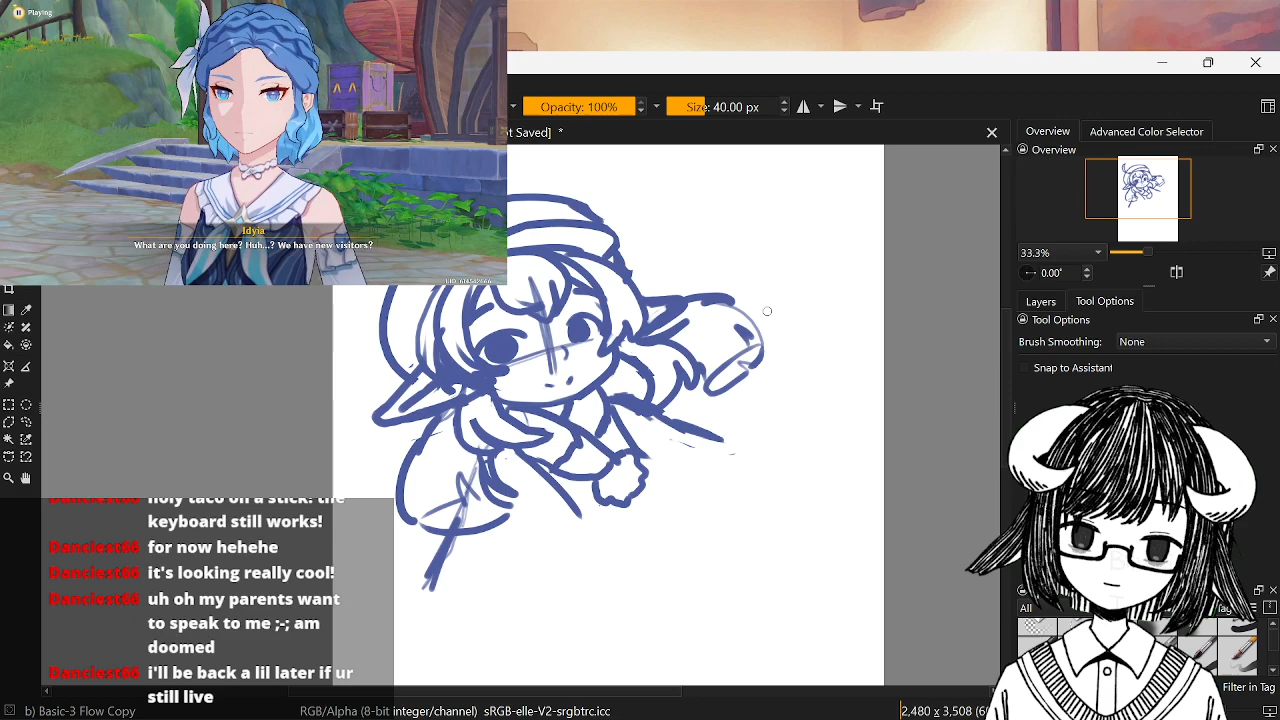 Playing
Opacity: 100%
Size: 40.00 px
ot Saved] *
Overview
Advanced Color Selector
Overview
Idyia
What are you doing here? Huh...? We have new visitors?
33.3%
0.00°
Layers
Tool Options
Tool Options
Brush Smoothing:
None
Snap to Assistant
Danciest66 holy taco on a stick! the
keyboard still works!
Danciest66 for now hehehe
Danciest66 it's looking really cool!
Danciest66 uh oh my parents want
to speak to me ;-; am
doomed
Danciest66 i'll be back a lil later if ur
still live
All
Tag
Filter in Tag
b) Basic-3 Flow Copy
RGB/Alpha (8-bit integer/channel) sRGB-elle-V2-srgbtrc.icc
2,480 x 3,508